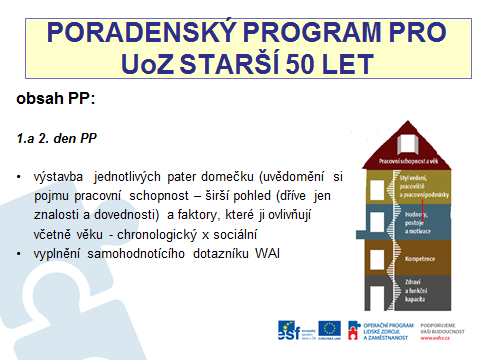 PORADENSKÝ PROGRAM PRO
UoZ STARŠÍ 50 LET
obsah PP:
1.a 2. den PP
• výstavba jednotlivých pater domečku (uvědomění si
pojmu pracovní schopnost – širší pohled (dříve jen
znalosti a dovednosti) a faktory, které ji ovlivňují
včetně věku - chronologický x sociální
• vyplnění samohodnotícího dotazníku WAI
Pracovní schopnost a věk
Styl vedení,
pracoviště
a pracovní podmínky
Hodnoty,
postoje
a motivace
Kompetence
Zdraví
a funkční
kapacita
esf
OPERAČNÍ PROGRAM
LIDSKÉ ZDROJE
A ZAMĚSTNANOST
PODPORUJEME
VAŠI BUDOUCNOST
www.esfcr.cz